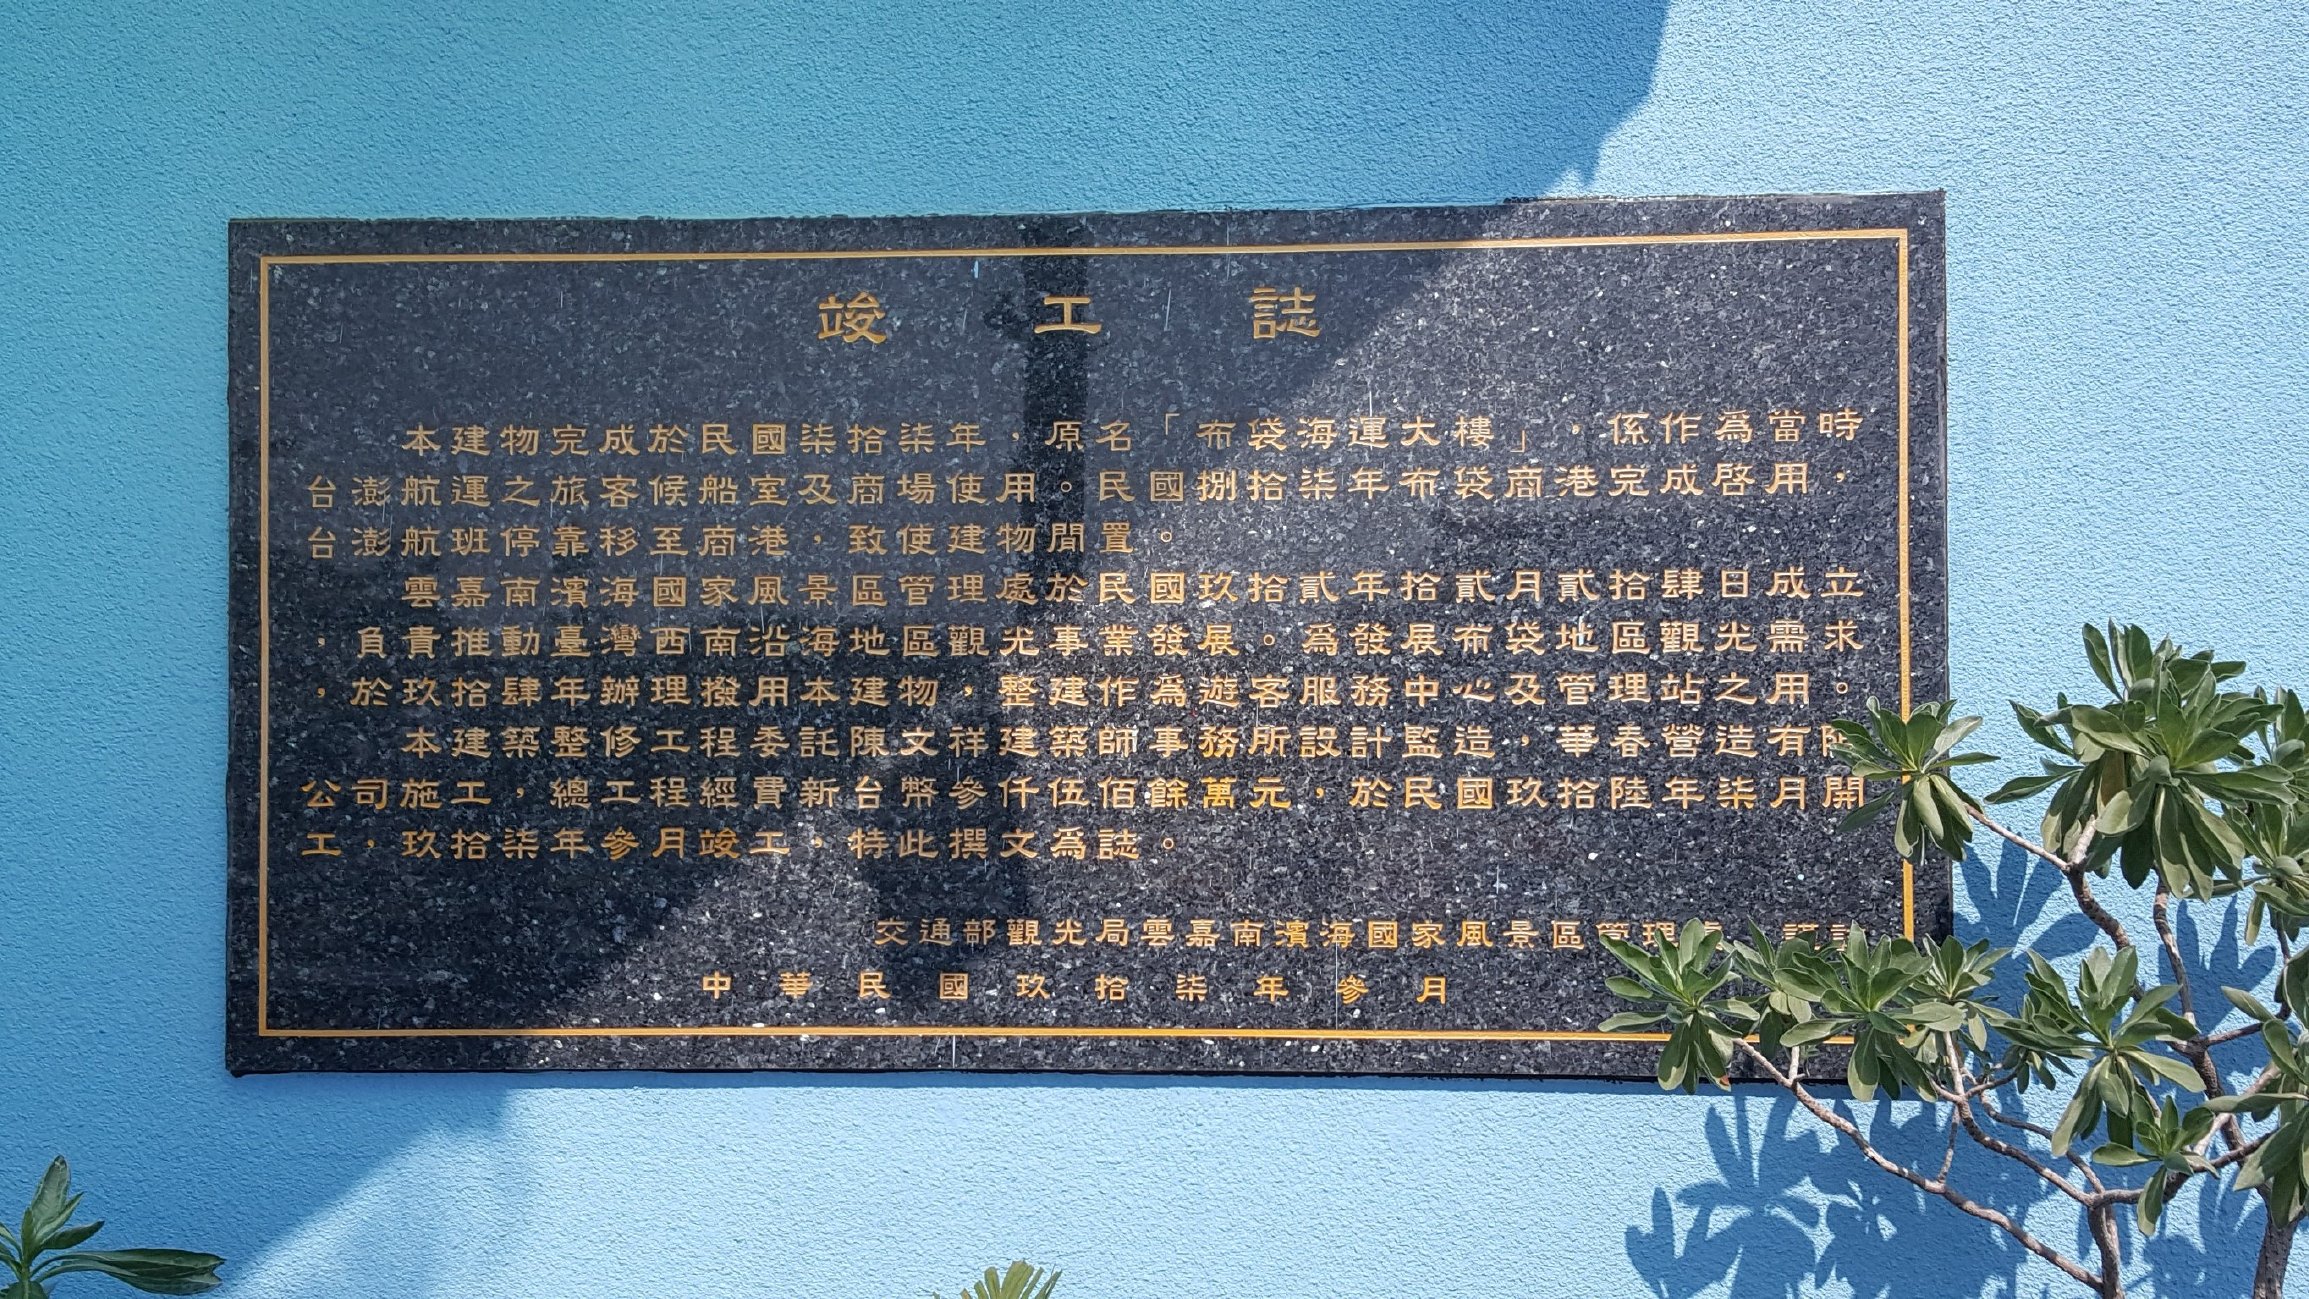 竣工誌
本建物完成於民國柒拾柒年，原名「布袋海運大樓」，係作為當時
台澎航運之旅客候船室及商場使用。民國捌拾柒年布袋商港完成啓用，
台澎航班停靠移至商港，致使建物閒置。
雲嘉南濱海國家風景區管理處於民國玖拾貳年拾貳月貳拾肆日成立
，負責推動臺灣西南沿海地區觀光事業發展。為發展布袋地區觀光需求
，於玖拾肆年辦理撥用本建物，整建作為遊客服務中心及管理站之用。
本建築整修工程委託陳文祥建築師事務所設計監造，華春營造有限
公司施工，總工程經費新台幣參仟伍佰餘萬元，於民國玖拾陸年柒月開
工，玖拾柒年參月竣工，特此撰文為誌。
交通部觀光局雲嘉南濱海國家風景區管理處
中華民國玖拾柒年參月